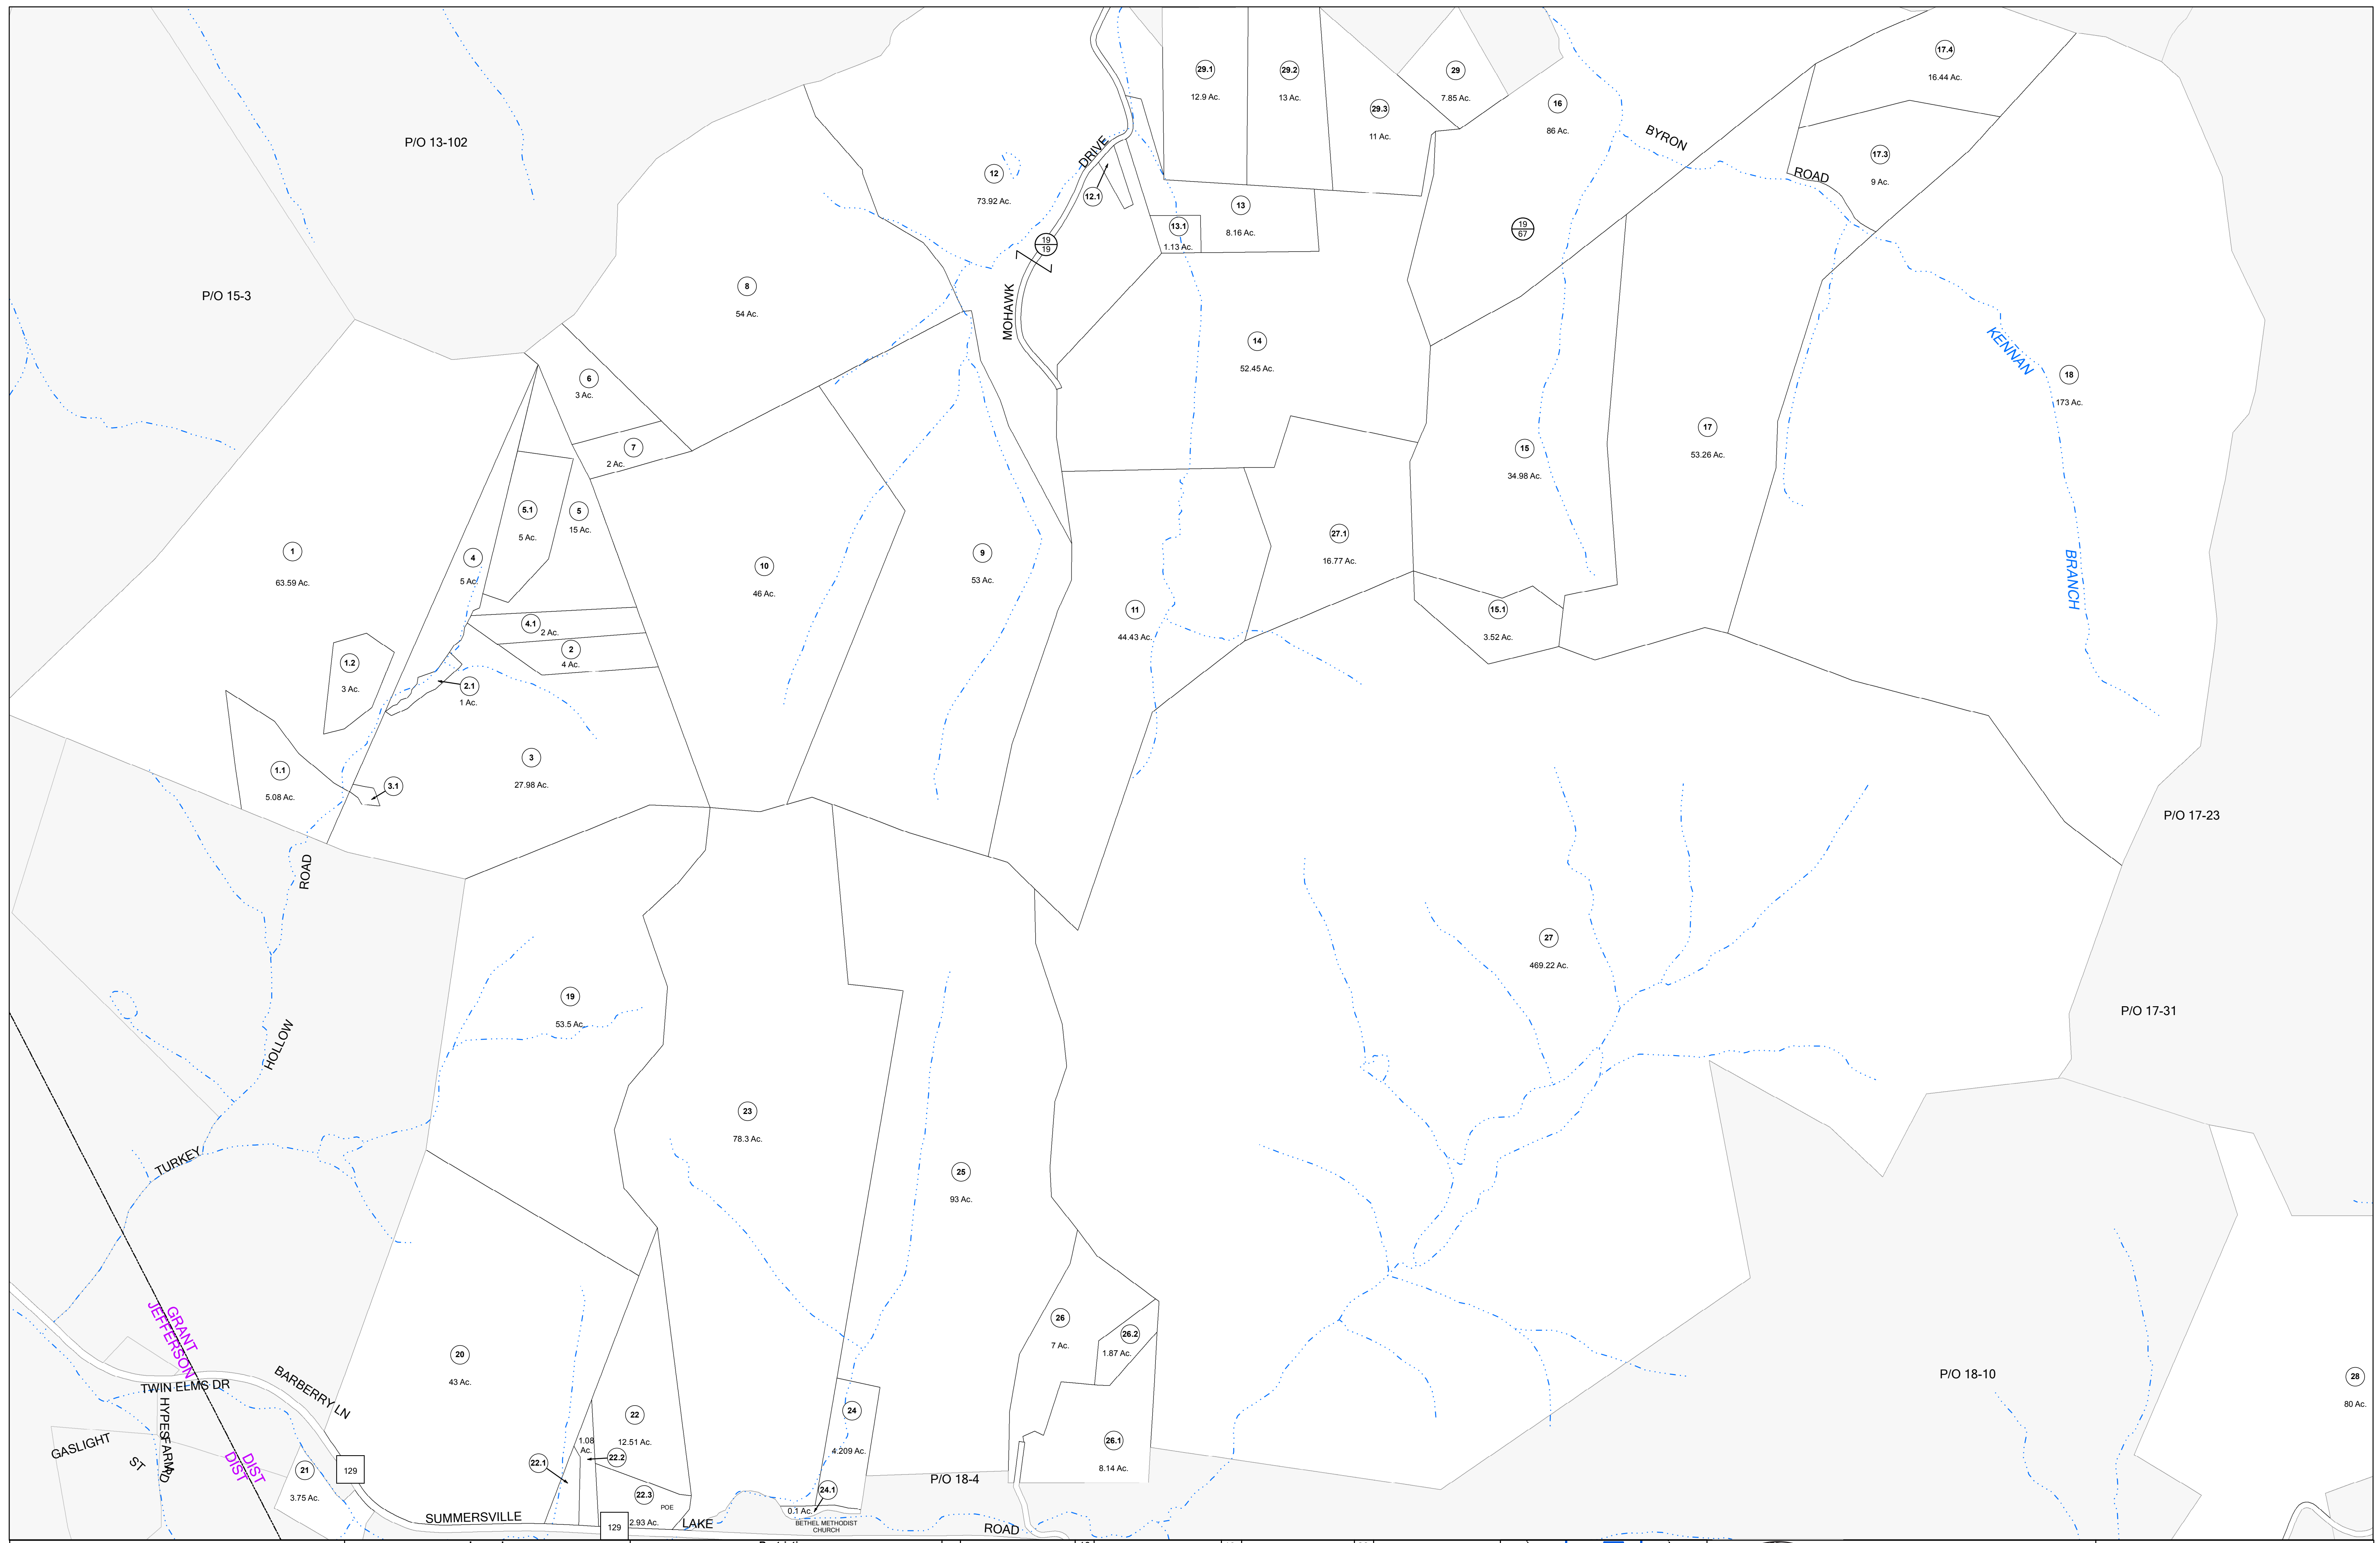 17.4
16.44 Ac.
29.1
12.9 Ac.
29.2
13 Ac.
29
7.85 Ac.
29.3
11 Ac.
16
86 Ac.
BYRON
ROAD
17.3
9 Ac.
P/O 13-102
12
73.92 Ac.
DRIVE
12.1
13
8.16 Ac.
13.1
1.13 Ac.
19
67
19
19
MOHAWK
P/O 15-3
8
54 Ac.
14
52.45 Ac.
KENNAN
18
173 Ac.
6
3 Ac.
7
2 Ac.
17
53.26 Ac.
15
34.98 Ac.
5.1
5 Ac.
5
15 Ac.
27.1
16.77 Ac.
1
63.59 Ac.
4
5 Ac.
10
46 Ac.
9
53 Ac.
BRANCH
11
44.43 Ac.
15.1
3.52 Ac.
4.1
2 Ac.
2
4 Ac.
1.2
3 Ac.
2.1
1 Ac.
3
27.98 Ac.
1.1
5.08 Ac.
3.1
P/O 17-23
ROAD
27
469.22 Ac.
19
53.5 Ac.
P/O 17-31
HOLLOW
23
78.3 Ac.
TURKEY
25
93 Ac.
GRANT
JEFFERSON
26
7 Ac.
26.2
1.87 Ac.
20
43 Ac.
P/O 18-10
28
80 Ac.
TWIN ELMS DR
BARBERRY LN
HYPES FARM RD
GASLIGHT
ST
DIST
DIST
22
12.51 Ac.
24
4.209 Ac.
1.08
Ac.
22.1
22.2
26.1
8.14 Ac.
21
3.75 Ac.
129
P/O 18-4
22.3
POE
2.93 Ac.
24.1
0.1 Ac.
BETHEL METHODIST
CHURCH
SUMMERSVILLE
129
LAKE
ROAD